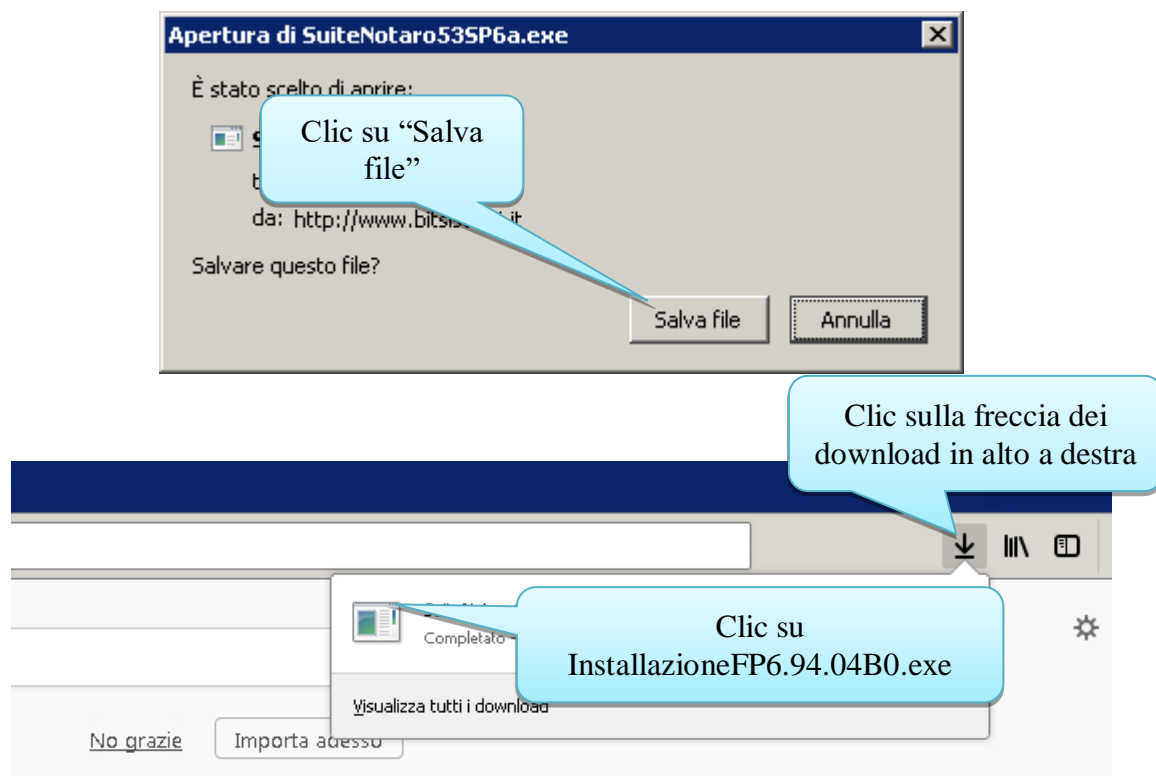 Apertura di SuiteNotaro53SP6a.exe
È stato scelto di aprire:
Clic su “Salva
file”
da: http://www.bitsis
Salvare questo file?
Salva file
Annulla
Clic sulla freccia dei
download in alto a destra
Clic su
InstallazioneFP6.94.04B0.exe
Completato
Visualizza tutti i download
No grazie
Importa adesso